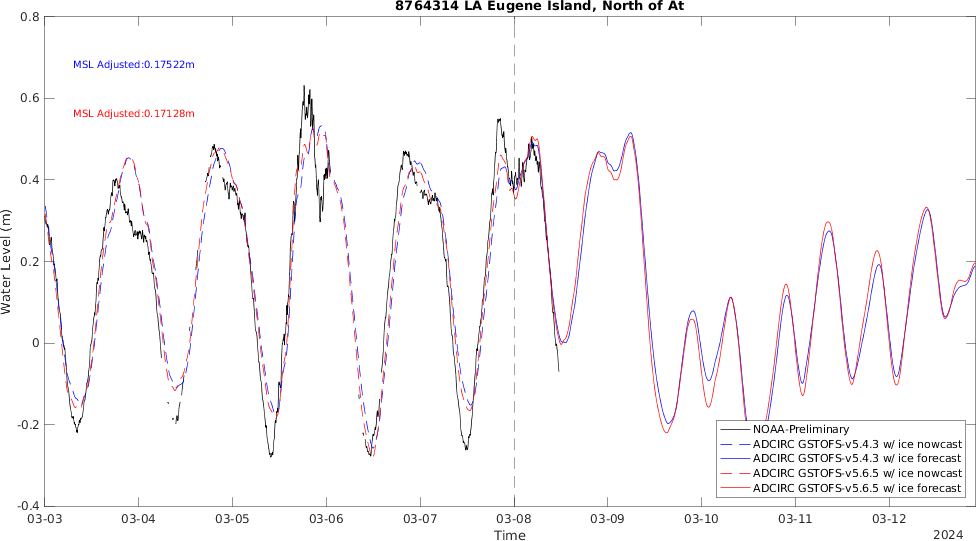 8764314 LA Eugene Island, North of At
MSL Adjusted:0.17522m
MSL Adjusted:0.17128m
Water Level (m)
0.8
0.6
0.4
0.2
0
-0.2
-0.4
NOAA-Preliminary
ADCIRC GSTOFS-v5.4.3 w/ ice nowcast
ADCIRC GSTOFS-v5.4.3 w/ ice forecast
ADCIRC GSTOFS-v5.6.5 w/ ice nowcast
ADCIRC GSTOFS-v5.6.5 w/ ice forecast
03-03 03-04 03-05 03-06 03-07 03-08 03-09 03-10 03-11 03-12
Time
2024